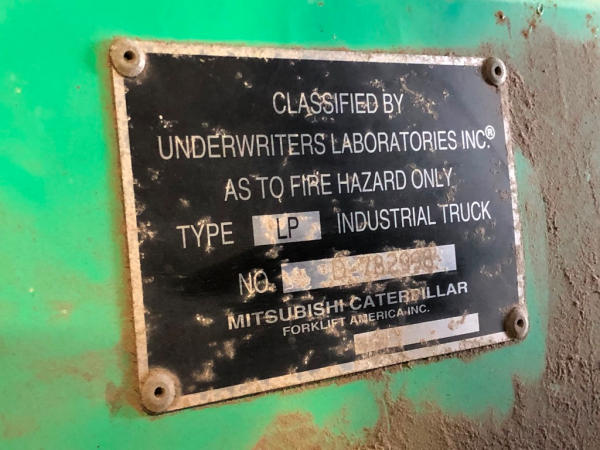 CLASSIFIED BY
UNDERWRITERS LABORATORIES INC.®
AS TO FIRE HAZARD ONLY
TYPE LP INDUSTRIAL TRUCK
NO.
MITSUBISHI CATERPILLAR
FORKLIFT AMERICA INC.